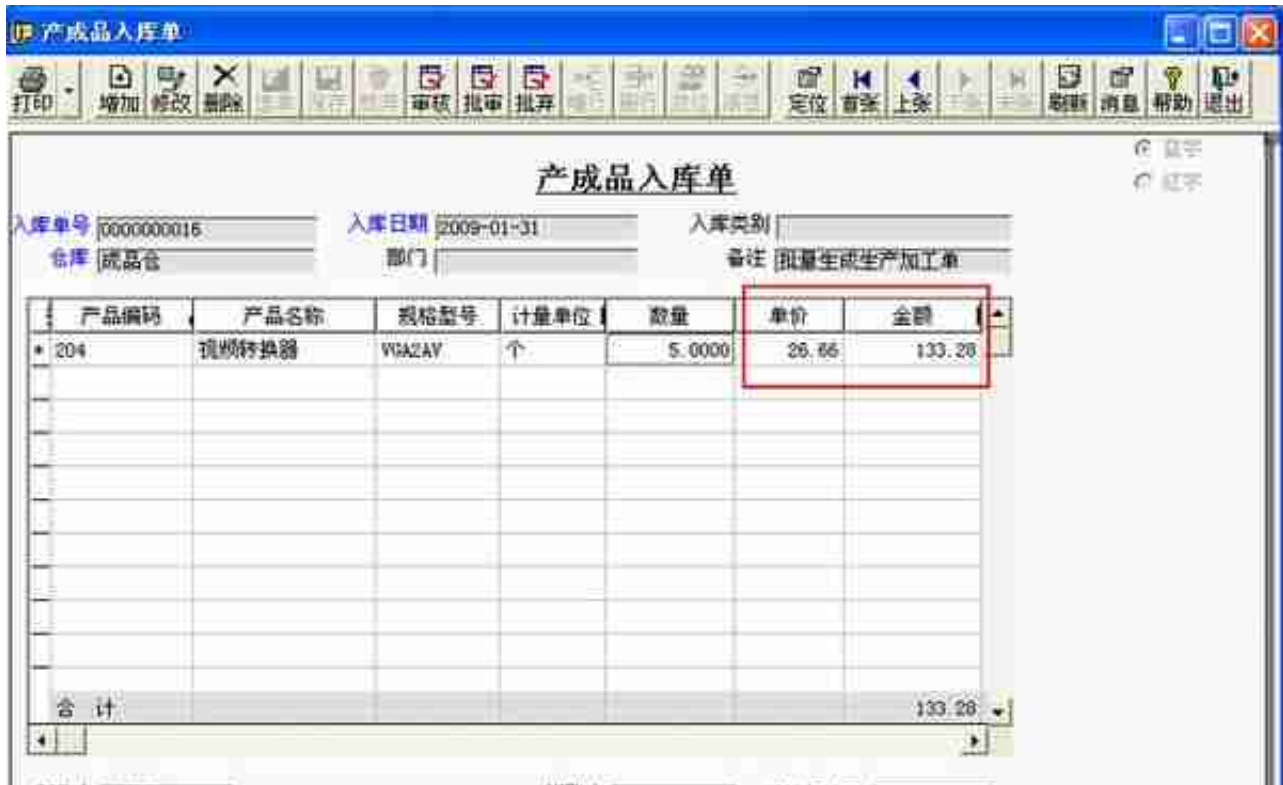 产成品入库单
打印 增加 修改 删除 审核 批审 批弃 定位 首张 上张 刷新 消息 帮助 退出
蓝字
产成品入库单
红字
入库单号 0000000016 入库日期 2009-01-31 入库类别
仓库 成品仓 部门 备注 批量生成生产加工单
产品编码 产品名称 规格型号 计量单位 数量 单价 金额
* 204 视频转换器 VGA2AV 个 5.0000 26.66 133.28
合 计 133.28